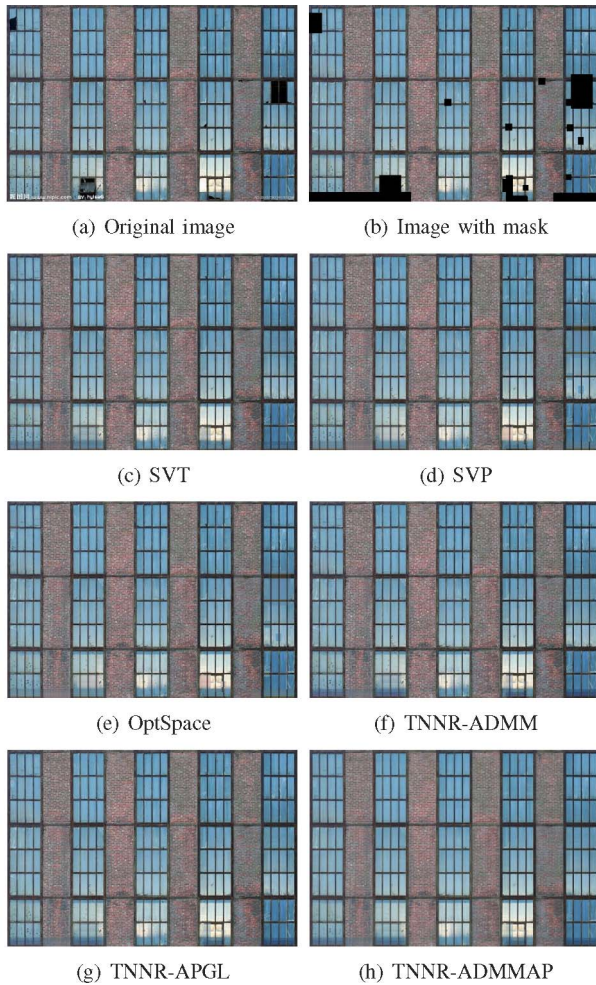 (a) Original image
(b) Image with mask
(c) SVT
(d) SVP
(e) OptSpace
(f) TNNR-ADMM
(g) TNNR-APGL
(h) TNNR-ADMMAP